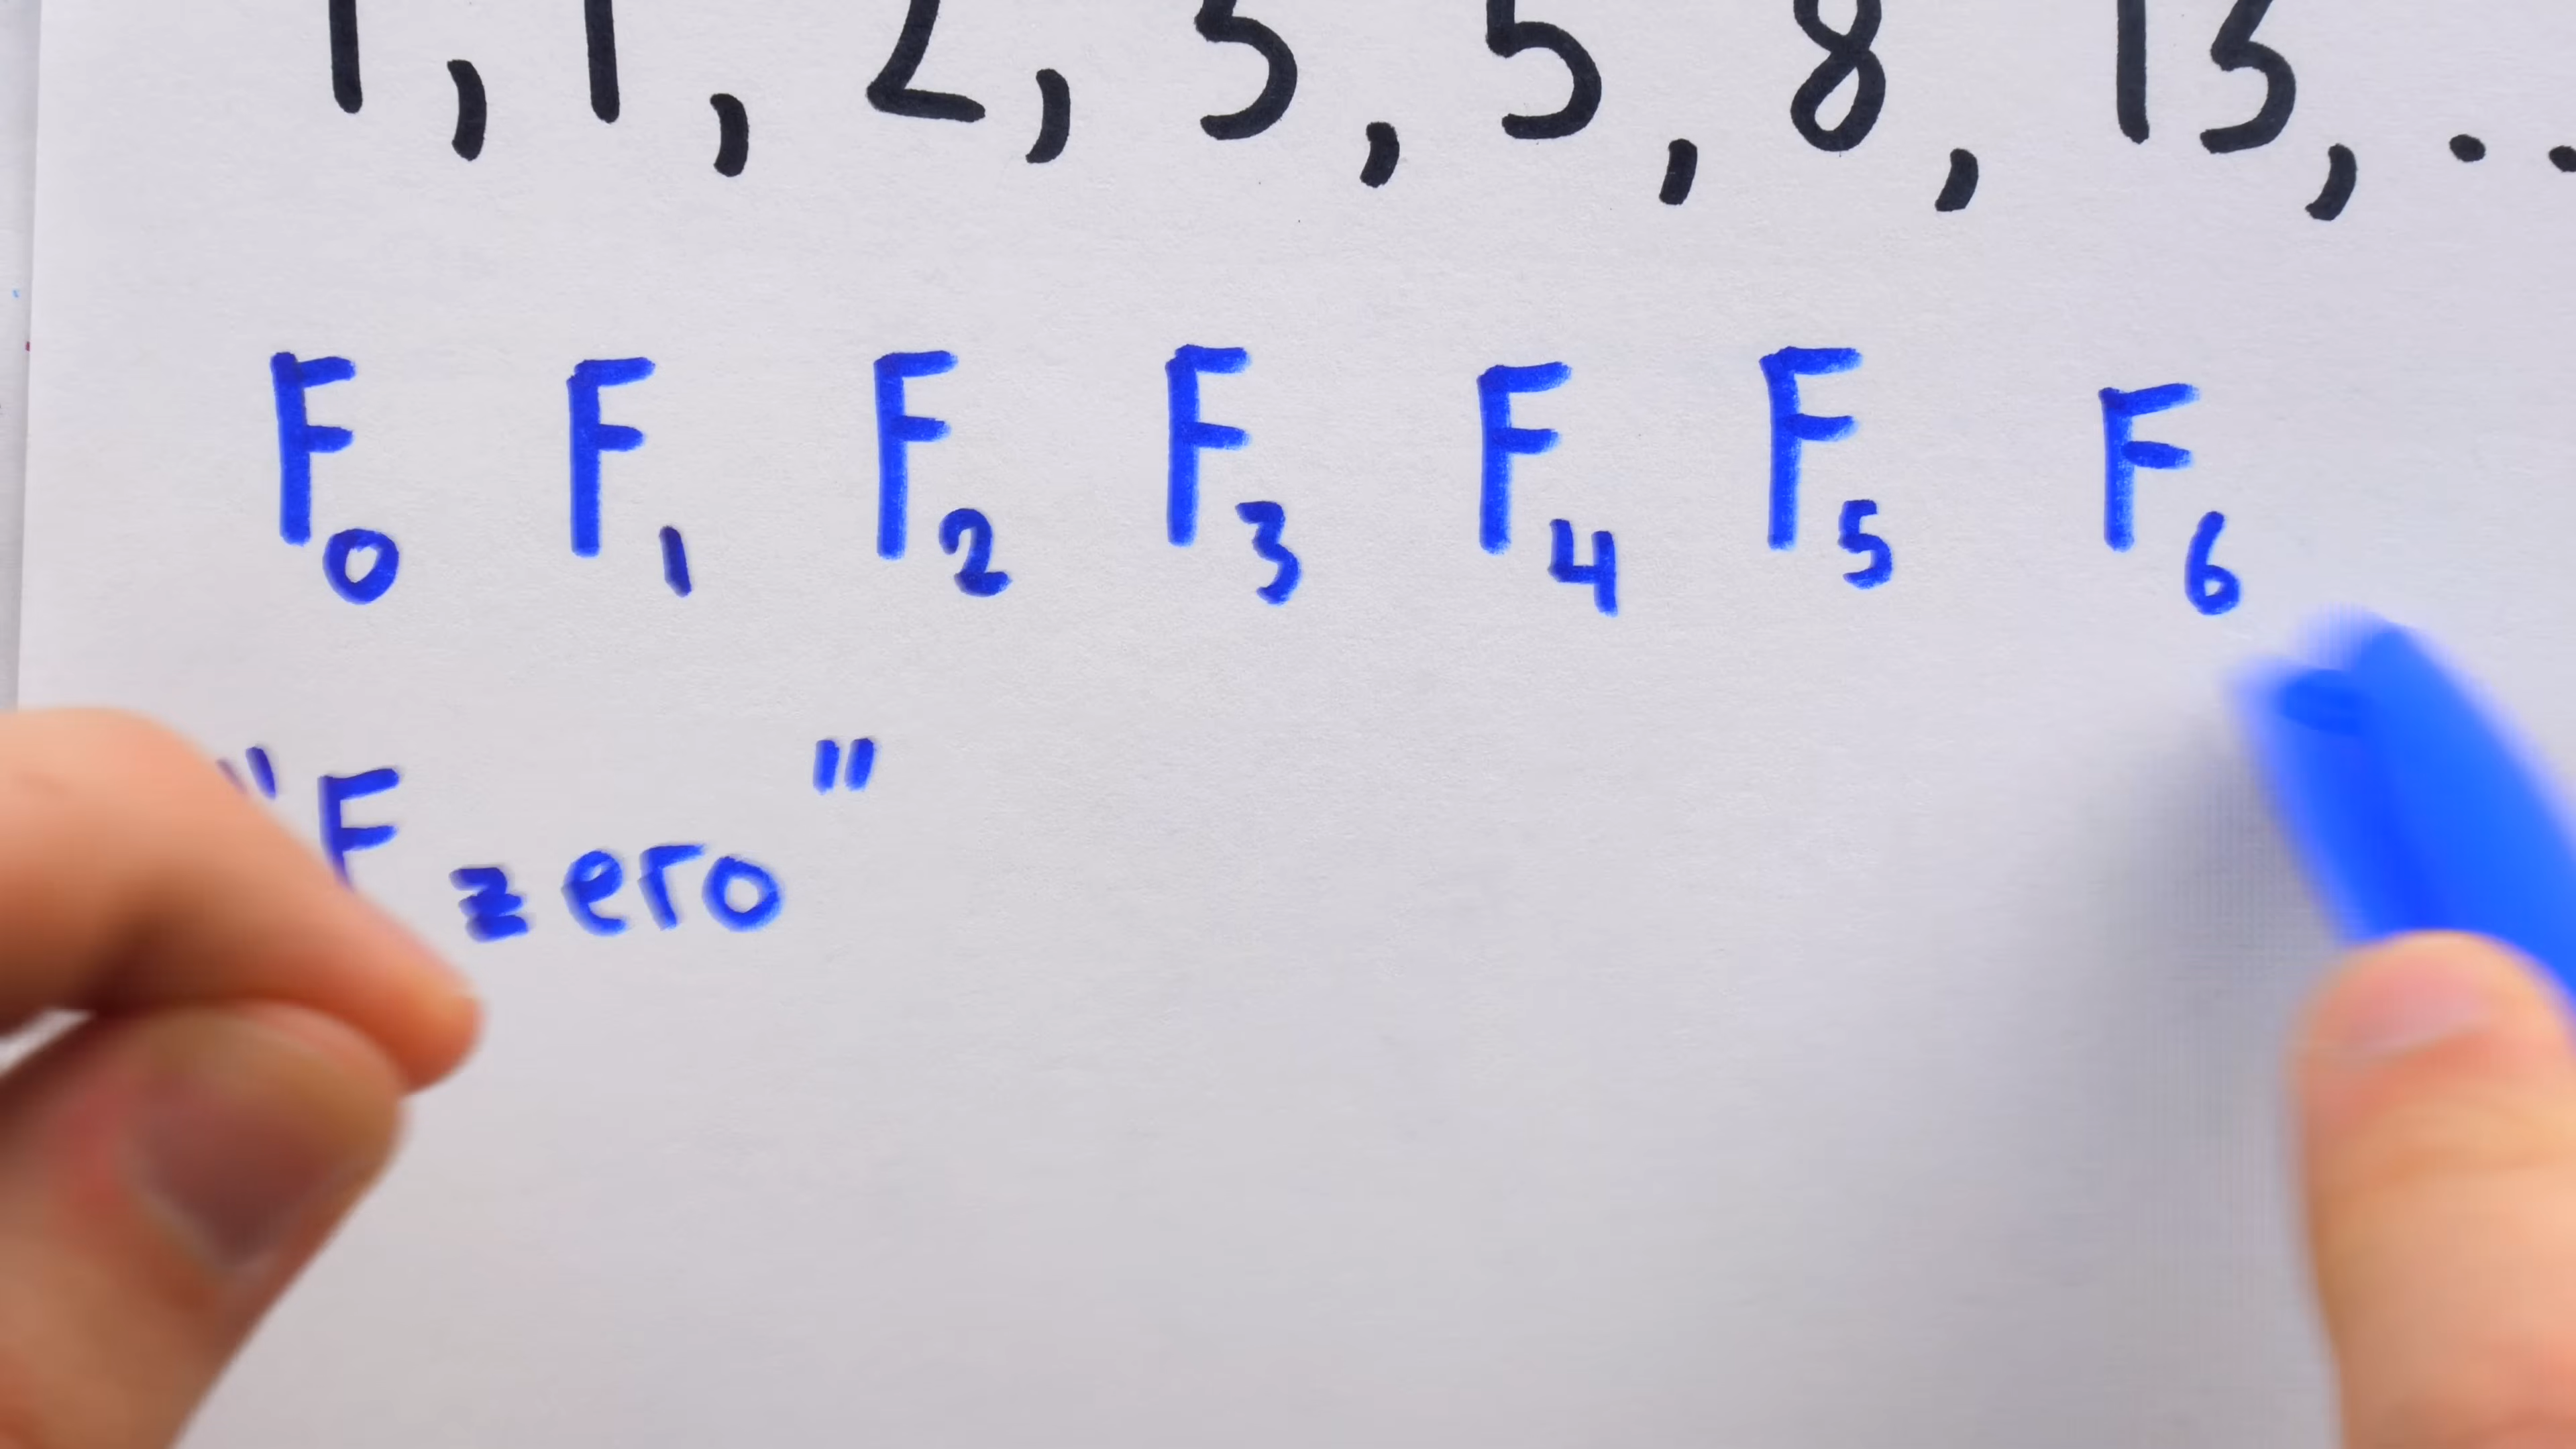 1, 1, 2, 3, 5, 8, 13, ..
F₀ F₁ F₂ F₃ F₄ F₅ F₆
"F zero"